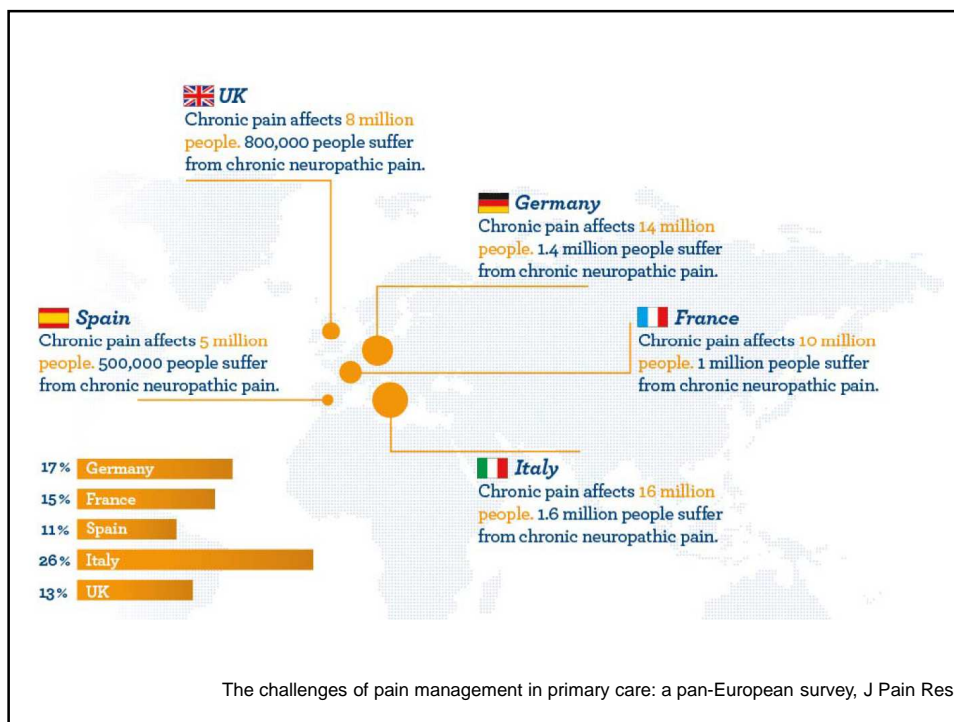 UK
Chronic pain affects 8 million
people. 800,000 people suffer
from chronic neuropathic pain.
Germany
Chronic pain affects 14 million
people. 1.4 million people suffer
from chronic neuropathic pain.
Spain
Chronic pain affects 5 million
people. 500,000 people suffer
from chronic neuropathic pain.
France
Chronic pain affects 10 million
people. 1 million people suffer
from chronic neuropathic pain.
Italy
Chronic pain affects 16 million
people. 1.6 million people suffer
from chronic neuropathic pain.
17% Germany
15% France
11% Spain
26% Italy
13% UK
The challenges of pain management in primary care: a pan-European survey, J Pain Res